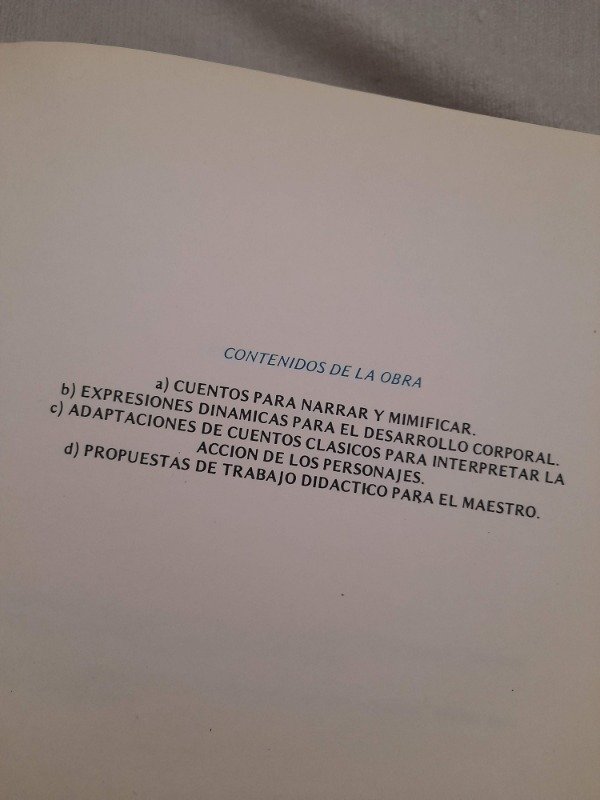 CONTENIDOS DE LA OBRA
a) CUENTOS PARA NARRAR Y MIMIFICAR.
b) EXPRESIONES DINAMICAS PARA EL DESARROLLO CORPORAL.
c) ADAPTACIONES DE CUENTOS CLASICOS PARA INTERPRETAR LA
ACCION DE LOS PERSONAJES.
d) PROPUESTAS DE TRABAJO DIDACTICO PARA EL MAESTRO.